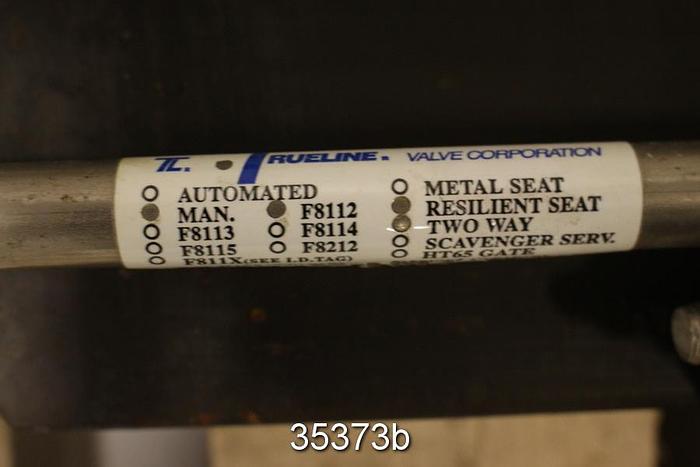 TC. TRUELINE. VALVE CORPORATION
AUTOMATED
MAN. F8112
F8113 F8114
F8115 F8212
F811X (SEE I.D. TAG)
METAL SEAT
RESILIENT SEAT
TWO WAY
SCAVENGER SERV.
HT65 GATE
35373b